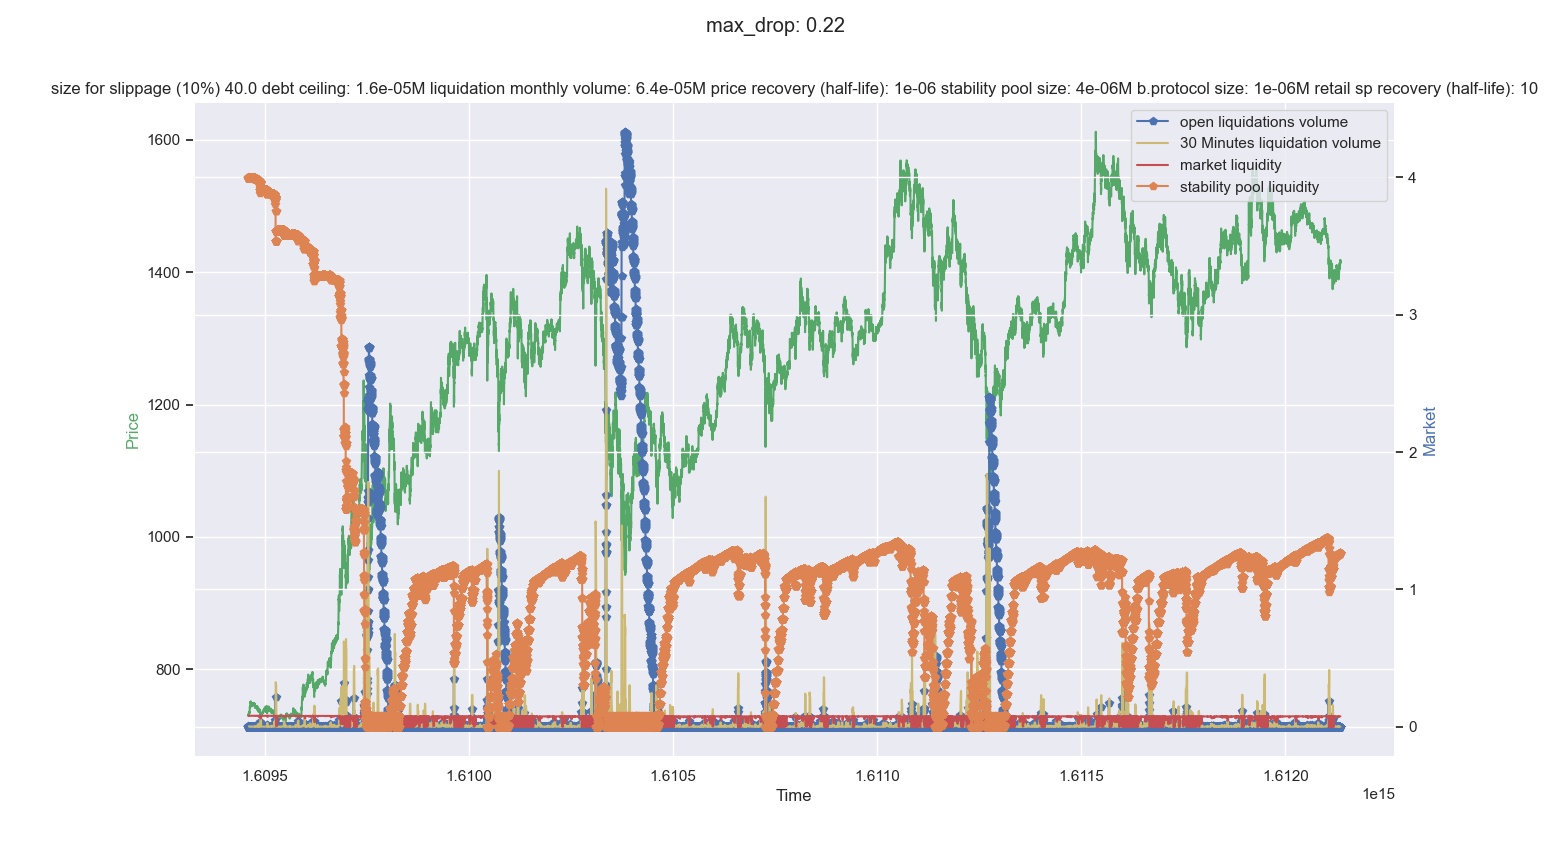 max_drop: 0.22
size for slippage (10%) 40.0 debt ceiling: 1.6e-05M liquidation monthly volume: 6.4e-05M price recovery (half-life): 1e-06 stability pool size: 4e-06M b.protocol size: 1e-06M retail sp recovery (half-life): 10
open liquidations volume
30 Minutes liquidation volume
market liquidity
stability pool liquidity
1600
1400
1200
1000
800
Price
4
3
2
1
0
Market
1.6095 1.6100 1.6105 1.6110 1.6115 1.6120
1e15
Time